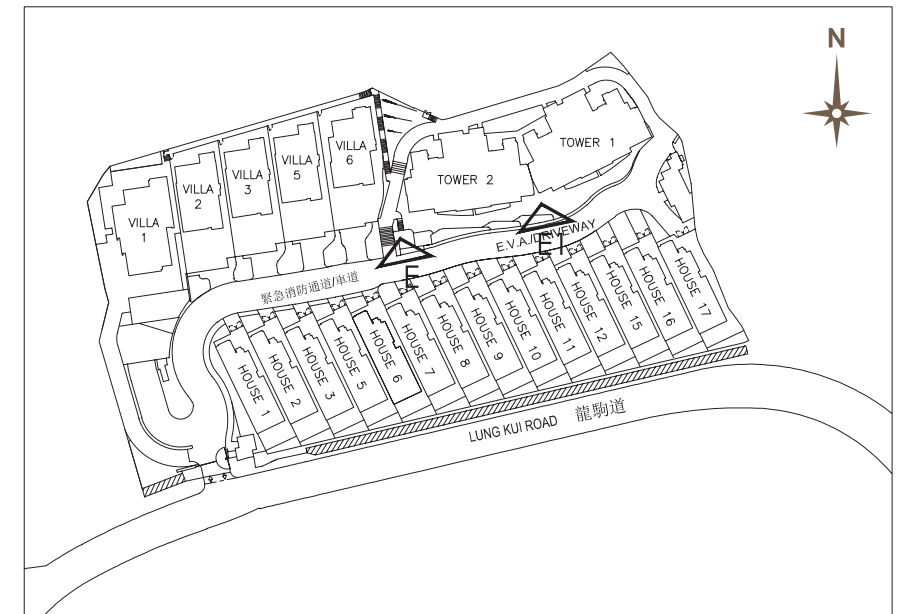 N
VILLA
1
VILLA
2
VILLA
3
VILLA
5
VILLA
6
TOWER 2
TOWER 1
E.V.A./DRIVEWAY
E
E1
緊急消防通道/車道
HOUSE 1
HOUSE 2
HOUSE 3
HOUSE 5
HOUSE 6
HOUSE 7
HOUSE 8
HOUSE 9
HOUSE 10
HOUSE 11
HOUSE 12
HOUSE 15
HOUSE 16
HOUSE 17
LUNG KUI ROAD 龍駒道